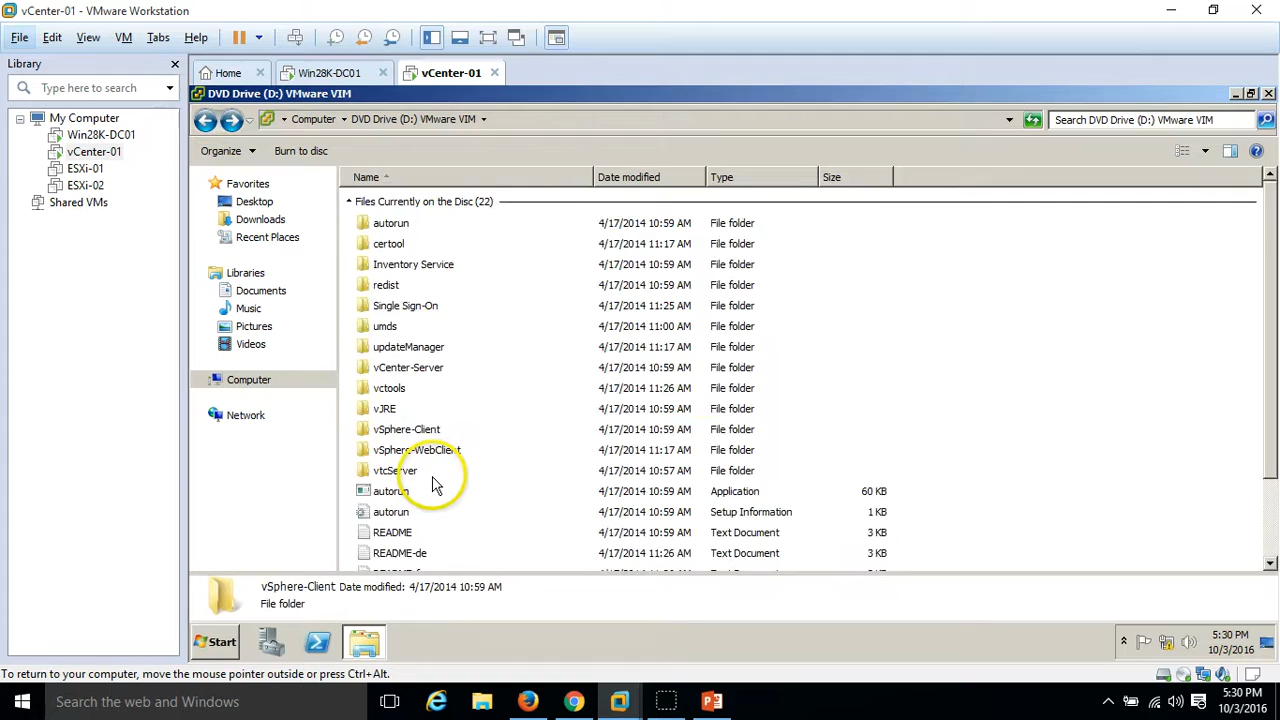 vCenter-01 - VMware Workstation
File Edit View VM Tabs Help
Library
Type here to search
My Computer
Win28K-DC01
vCenter-01
ESXi-01
ESXi-02
Shared VMs
Home Win28K-DC01 vCenter-01
DVD Drive (D:) VMware VIM
Computer DVD Drive (D:) VMware VIM Search DVD Drive (D:) VMware VIM
Organize Burn to disc
Favorites
Desktop
Downloads
Recent Places
Libraries
Documents
Music
Pictures
Videos
Computer
Network
Name Date modified Type Size
Files Currently on the Disc (22)
autorun 4/17/2014 10:59 AM File folder
certool 4/17/2014 11:17 AM File folder
Inventory Service 4/17/2014 10:59 AM File folder
redist 4/17/2014 10:59 AM File folder
Single Sign-On 4/17/2014 11:25 AM File folder
umds 4/17/2014 11:00 AM File folder
updateManager 4/17/2014 11:17 AM File folder
vCenter-Server 4/17/2014 10:59 AM File folder
vctools 4/17/2014 11:26 AM File folder
vJRE 4/17/2014 10:59 AM File folder
vSphere-Client 4/17/2014 10:59 AM File folder
vSphere-WebClient 4/17/2014 11:17 AM File folder
vtcServer 4/17/2014 10:57 AM File folder
autorun 4/17/2014 10:59 AM Application 60 KB
autorun 4/17/2014 10:59 AM Setup Information 1 KB
README 4/17/2014 10:59 AM Text Document 3 KB
README-de 4/17/2014 11:26 AM Text Document 3 KB
vSphere-Client Date modified: 4/17/2014 10:59 AM
File folder
Start
5:30 PM
10/3/2016
To return to your computer, move the mouse pointer outside or press Ctrl+Alt.
Search the web and Windows
5:30 PM
10/3/2016